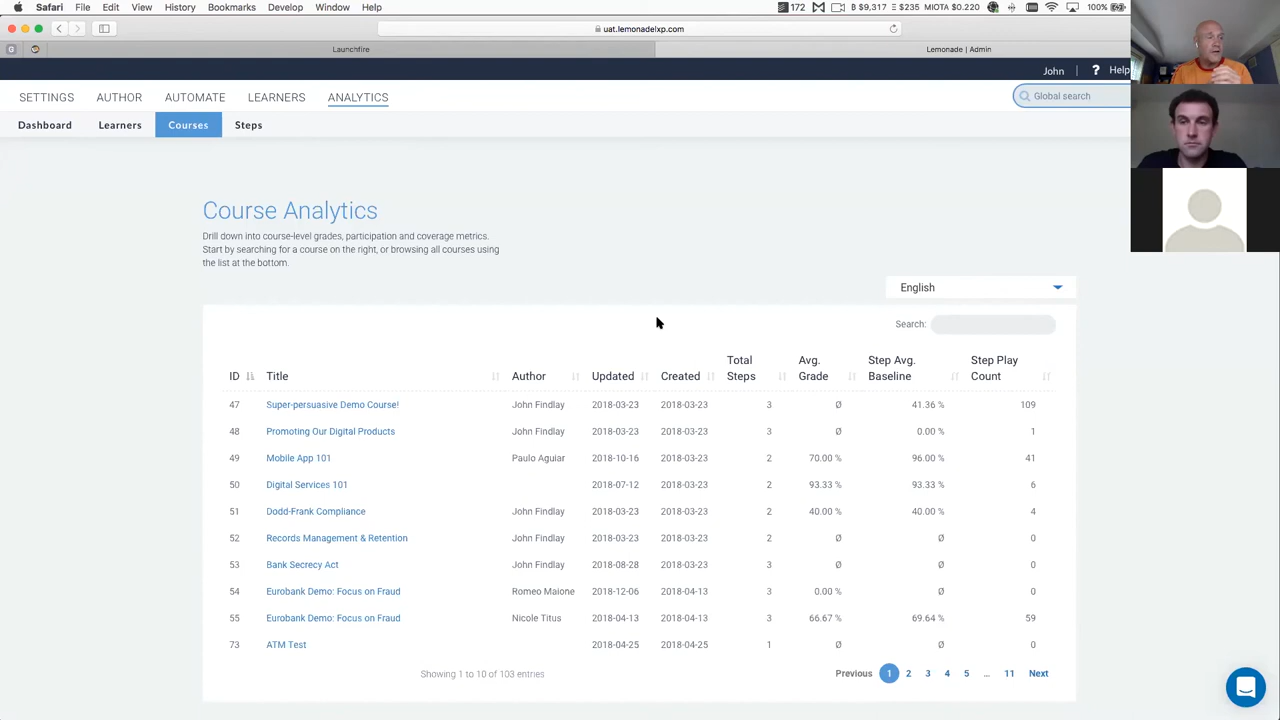 Safari File Edit View History Bookmarks Develop Window Help 172 B $9,317 Ξ $235 MIOTA $0.220 100%
uat.lemonadelxp.com
Launchfire Lemonade | Admin
John | ? Help
SETTINGS AUTHOR AUTOMATE LEARNERS ANALYTICS Global search
Dashboard Learners Courses Steps
Course Analytics
Drill down into course-level grades, participation and coverage metrics.
Start by searching for a course on the right, or browsing all courses using
the list at the bottom.
English
Search:
ID Title Author Updated Created Total Steps Avg. Grade Step Avg. Baseline Step Play Count
47 Super-persuasive Demo Course! John Findlay 2018-03-23 2018-03-23 3 Ø 41.36 % 109
48 Promoting Our Digital Products John Findlay 2018-03-23 2018-03-23 3 Ø 0.00 % 1
49 Mobile App 101 Paulo Aguiar 2018-10-16 2018-03-23 2 70.00 % 96.00 % 41
50 Digital Services 101 2018-07-12 2018-03-23 2 93.33 % 93.33 % 6
51 Dodd-Frank Compliance John Findlay 2018-03-23 2018-03-23 2 40.00 % 40.00 % 4
52 Records Management & Retention John Findlay 2018-03-23 2018-03-23 2 Ø Ø 0
53 Bank Secrecy Act John Findlay 2018-08-28 2018-03-23 3 Ø Ø 0
54 Eurobank Demo: Focus on Fraud Romeo Maione 2018-12-06 2018-04-13 3 0.00 % Ø 0
55 Eurobank Demo: Focus on Fraud Nicole Titus 2018-04-13 2018-04-13 3 66.67 % 69.64 % 59
73 ATM Test 2018-04-25 2018-04-25 1 Ø Ø 0
Showing 1 to 10 of 103 entries Previous 1 2 3 4 5 … 11 Next